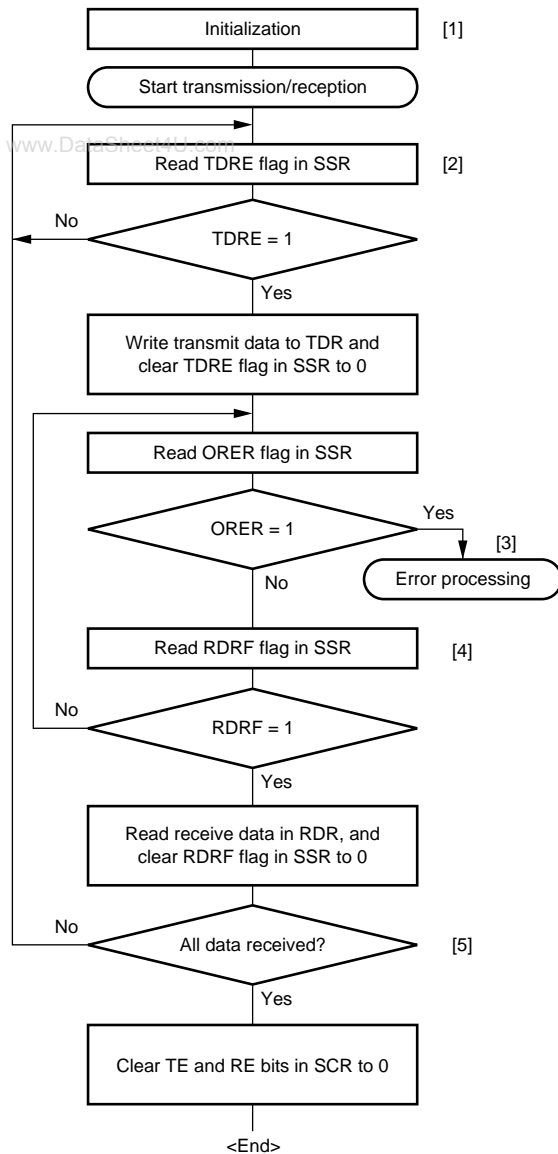 Initialization
[1]
Start transmission/reception
www.DataSheet4U.com
Read TDRE flag in SSR
[2]
No
TDRE = 1
Yes
Write transmit data to TDR and
clear TDRE flag in SSR to 0
Read ORER flag in SSR
ORER = 1
Yes
[3]
Error processing
No
Read RDRF flag in SSR
[4]
No
RDRF = 1
Yes
Read receive data in RDR, and
clear RDRF flag in SSR to 0
No
All data received?
[5]
Yes
Clear TE and RE bits in SCR to 0
<End>